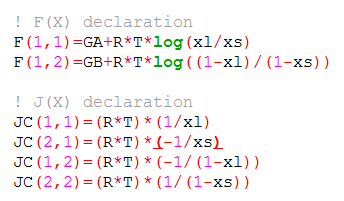 ! F(X) declaration
F(1,1)=GA+R*T*log(xl/xs)
F(1,2)=GB+R*T*log((1-xl)/(1-xs))
! J(X) declaration
JC(1,1)=(R*T)*(1/xl)
JC(2,1)=(R*T)*(-1/xs)
JC(1,2)=(R*T)*(-1/(1-xl))
JC(2,2)=(R*T)*(1/(1-xs))